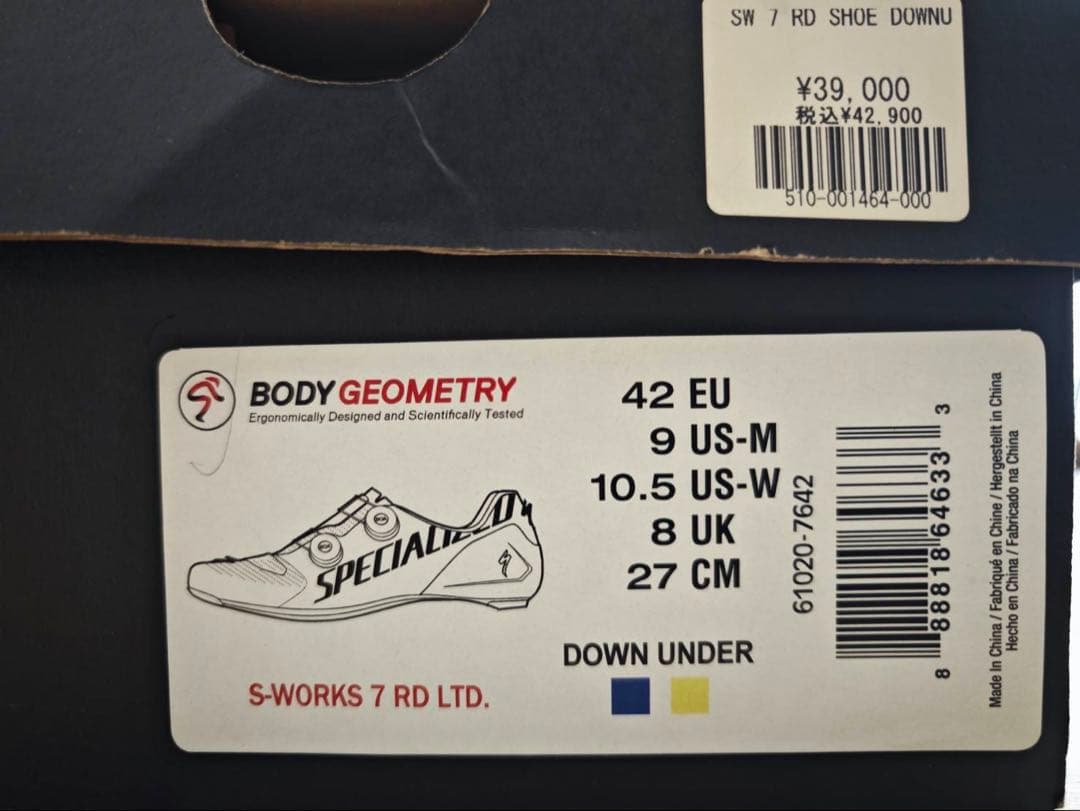 SW 7 RD SHOE DOWNU
¥39,000
税込¥42,900
510-001464-000
BODY GEOMETRY
Ergonomically Designed and Scientifically Tested
42 EU
9 US-M
10.5 US-W
8 UK
27 CM
SPECIALIZED
DOWN UNDER
S-WORKS 7 RD LTD.
61020-7642
8 88818 64633 3
Made In China / Fabriqué en Chine / Hergestellt in China
Hecho en China / Fabricado na China